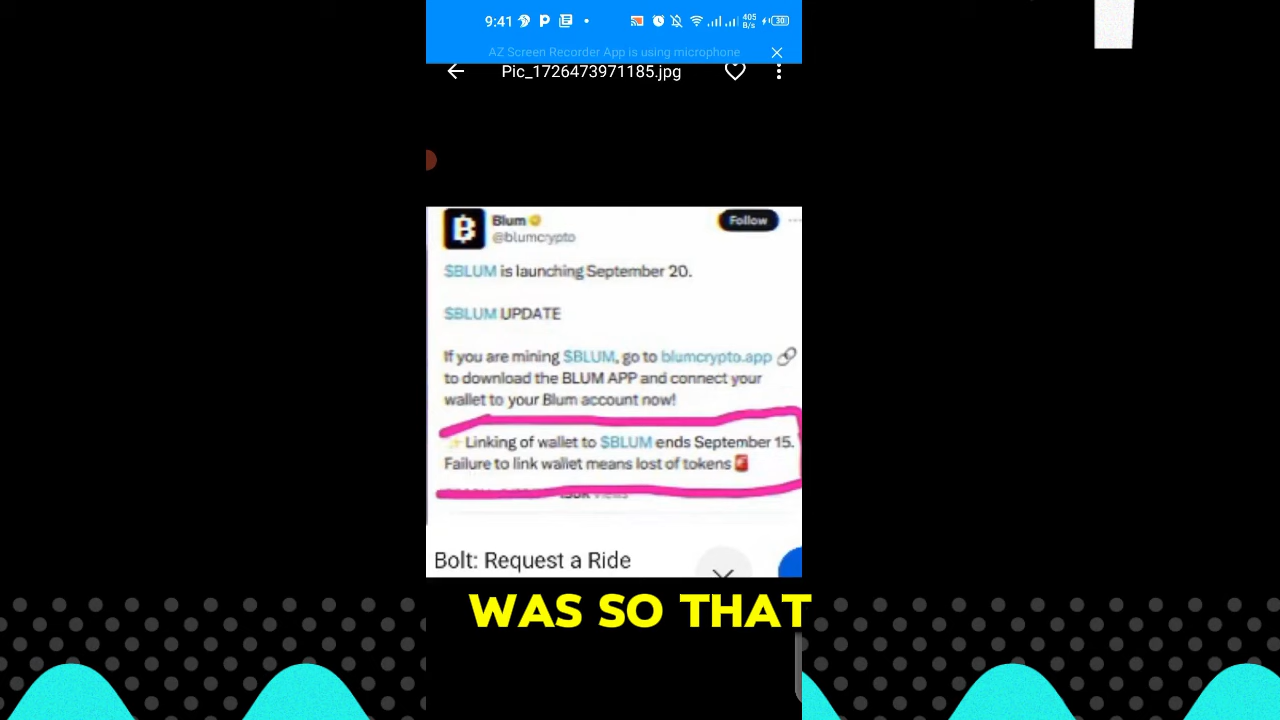 9:41
405
B/s
30
AZ Screen Recorder App is using microphone
Pic_1726473971185.jpg
Blum
Follow
@blumcrypto
$BLUM is launching September 20.
$BLUM UPDATE
If you are mining $BLUM, go to blumcrypto.app
to download the BLUM APP and connect your
wallet to your Blum account now!
Linking of wallet to $BLUM ends September 15.
Failure to link wallet means lost of tokens
Views
Bolt: Request a Ride
WAS SO THAT